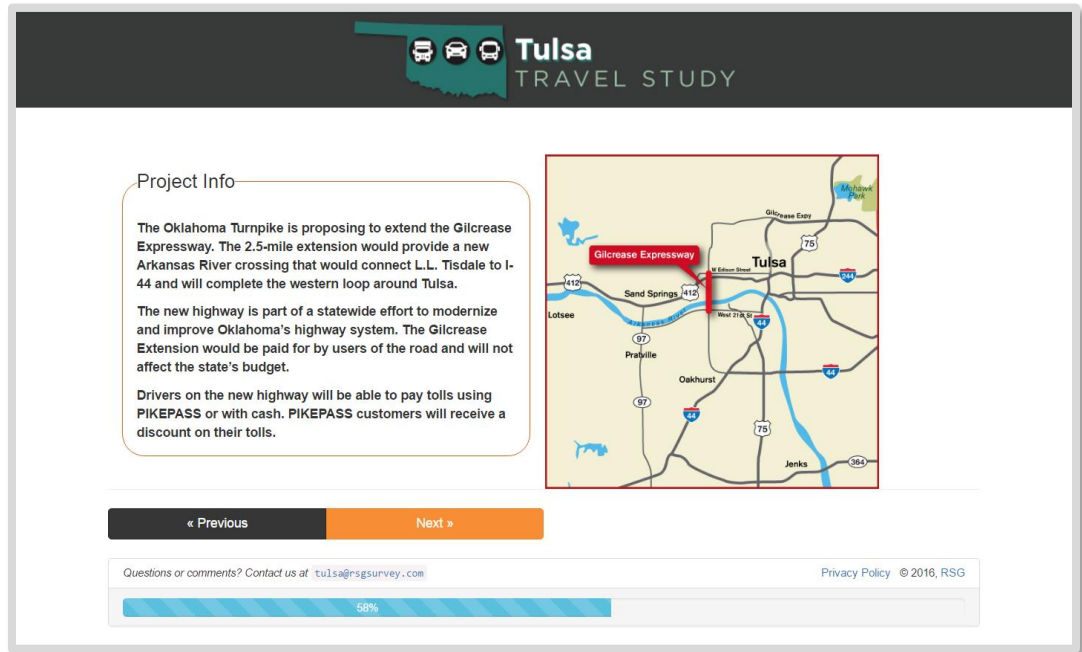 Tulsa
TRAVEL STUDY
Project Info
The Oklahoma Turnpike is proposing to extend the Gilcrease
Expressway. The 2.5-mile extension would provide a new
Arkansas River crossing that would connect L.L. Tisdale to I-
44 and will complete the western loop around Tulsa.
The new highway is part of a statewide effort to modernize
and improve Oklahoma's highway system. The Gilcrease
Extension would be paid for by users of the road and will not
affect the state's budget.
Drivers on the new highway will be able to pay tolls using
PIKEPASS or with cash. PIKEPASS customers will receive a
discount on their tolls.
Mohawk
Park
Gilcrease Expy
75
Gilcrease Expressway
Tulsa
W Edison Street
244
412
Sand Springs
412
Lotsee
Arkansas River
West 21st St
44
97
Prattville
44
Oakhurst
97
44
75
Jenks
364
« Previous
Next »
Questions or comments? Contact us at tulsa@rsgsurvey.com
Privacy Policy © 2016, RSG
58%